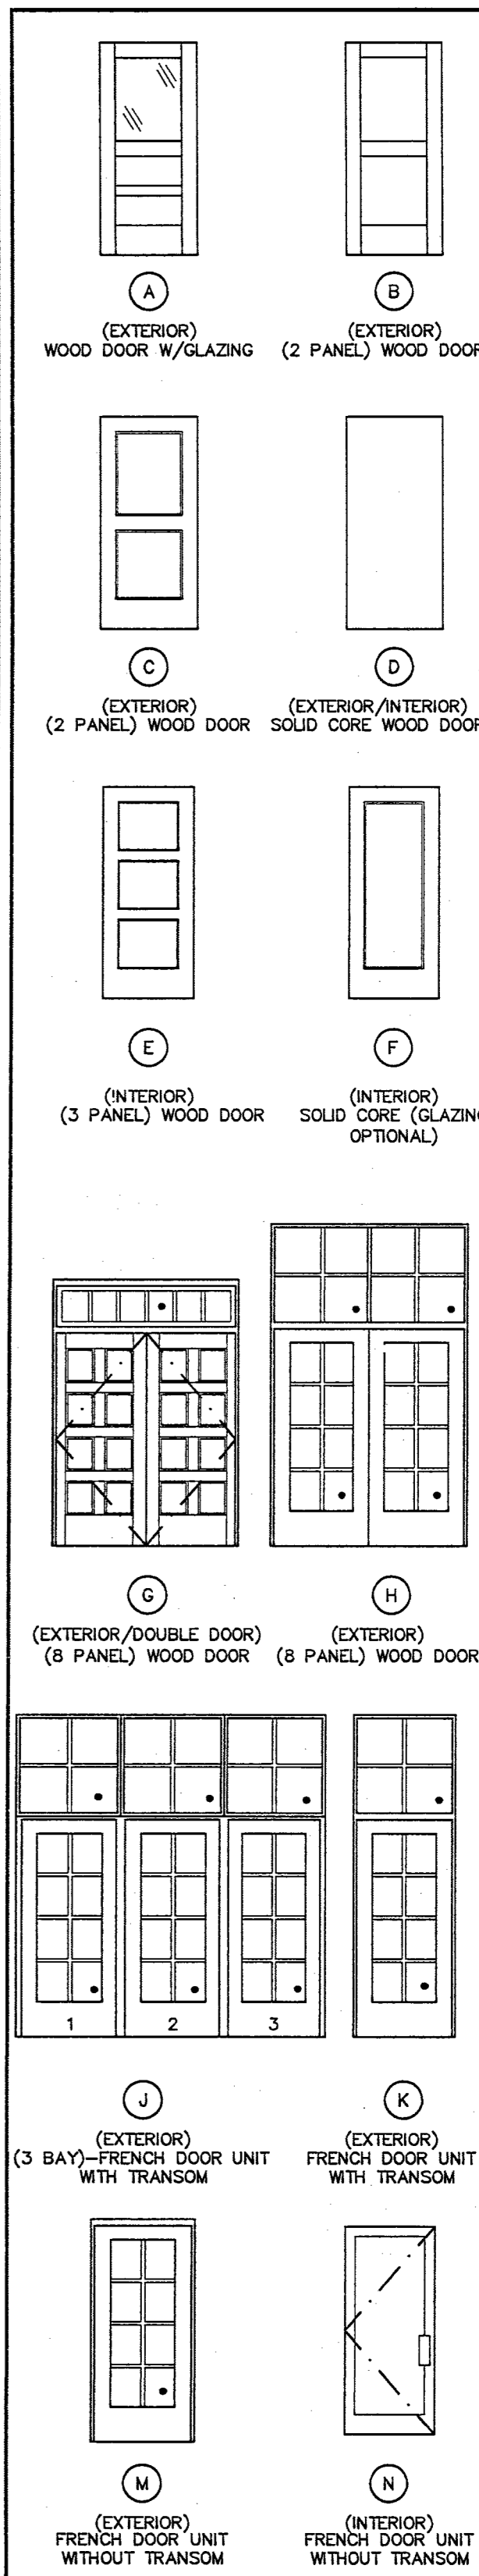 A
(EXTERIOR)
WOOD DOOR W/GLAZING
B
(EXTERIOR)
(2 PANEL) WOOD DOOR
C
(EXTERIOR)
(2 PANEL) WOOD DOOR
D
(EXTERIOR/INTERIOR)
SOLID CORE WOOD DOOR
E
(INTERIOR)
(3 PANEL) WOOD DOOR
F
(INTERIOR)
SOLID CORE (GLAZING
OPTIONAL)
G
(EXTERIOR/DOUBLE DOOR)
(8 PANEL) WOOD DOOR
H
(EXTERIOR)
(8 PANEL) WOOD DOOR
1 2 3
J
(EXTERIOR)
(3 BAY)-FRENCH DOOR UNIT
WITH TRANSOM
K
(EXTERIOR)
FRENCH DOOR UNIT
WITH TRANSOM
M
(EXTERIOR)
FRENCH DOOR UNIT
WITHOUT TRANSOM
N
(INTERIOR)
FRENCH DOOR UNIT
WITHOUT TRANSOM